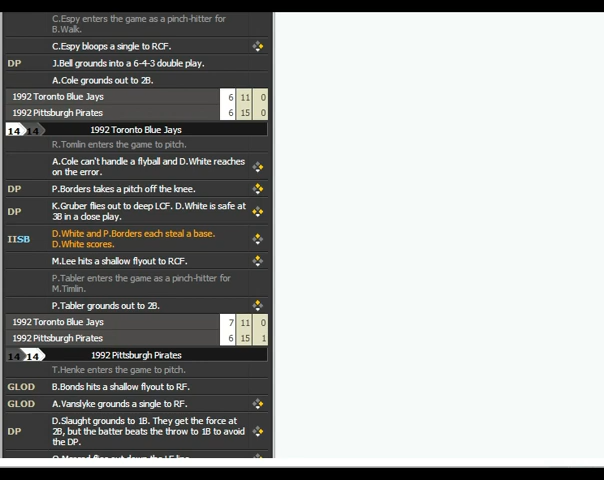 C.Espy enters the game as a pinch-hitter for
B.Walk.
C.Espy bloops a single to RCF.
DP J.Bell grounds into a 6-4-3 double play.
A.Cole grounds out to 2B.
1992 Toronto Blue Jays 6 11 0
1992 Pittsburgh Pirates 6 15 0
14 14 1992 Toronto Blue Jays
R.Tomlin enters the game to pitch.
A.Cole can't handle a flyball and D.White reaches
on the error.
DP P.Borders takes a pitch off the knee.
DP K.Gruber flies out to deep LCF. D.White is safe at
3B in a close play.
IISB D.White and P.Borders each steal a base.
D.White scores.
M.Lee hits a shallow flyout to RCF.
P.Tabler enters the game as a pinch-hitter for
M.Timlin.
P.Tabler grounds out to 2B.
1992 Toronto Blue Jays 7 11 0
1992 Pittsburgh Pirates 6 15 1
14 14 1992 Pittsburgh Pirates
T.Henke enters the game to pitch.
GLOD B.Bonds hits a shallow flyout to RF.
GLOD A.Vanslyke grounds a single to RF.
DP D.Slaught grounds to 1B. They get the force at
2B, but the batter beats the throw to 1B to avoid
the DP.